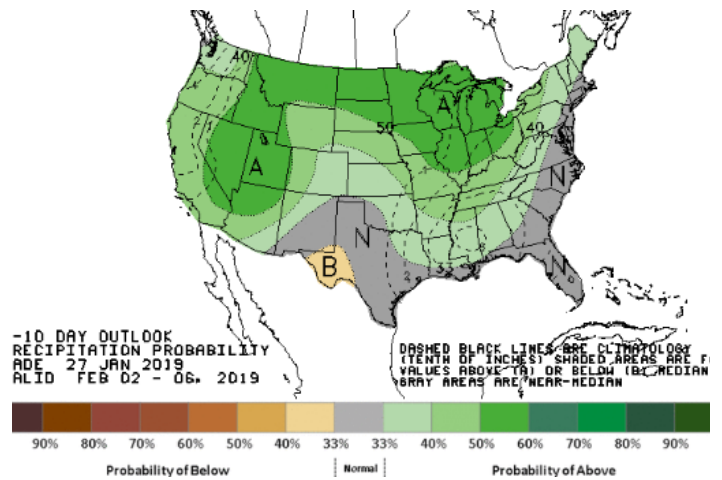 40
A
50
40
A
N
N
B
N
-10 DAY OUTLOOK
RECIPITATION PROBABILITY
ADE 27 JAN 2019
ALID FEB 02 - 06, 2019
DASHED BLACK LINES ARE CLIMATOLOGY
(TENTH OF INCHES) SHADED AREAS ARE F
VALUES ABOVE (A) OR BELOW (B) MEDIAN
GRAY AREAS ARE NEAR-MEDIAN
90% 80% 70% 60% 50% 40% 33% 33% 40% 50% 60% 70% 80% 90%
Probability of Below Normal Probability of Above